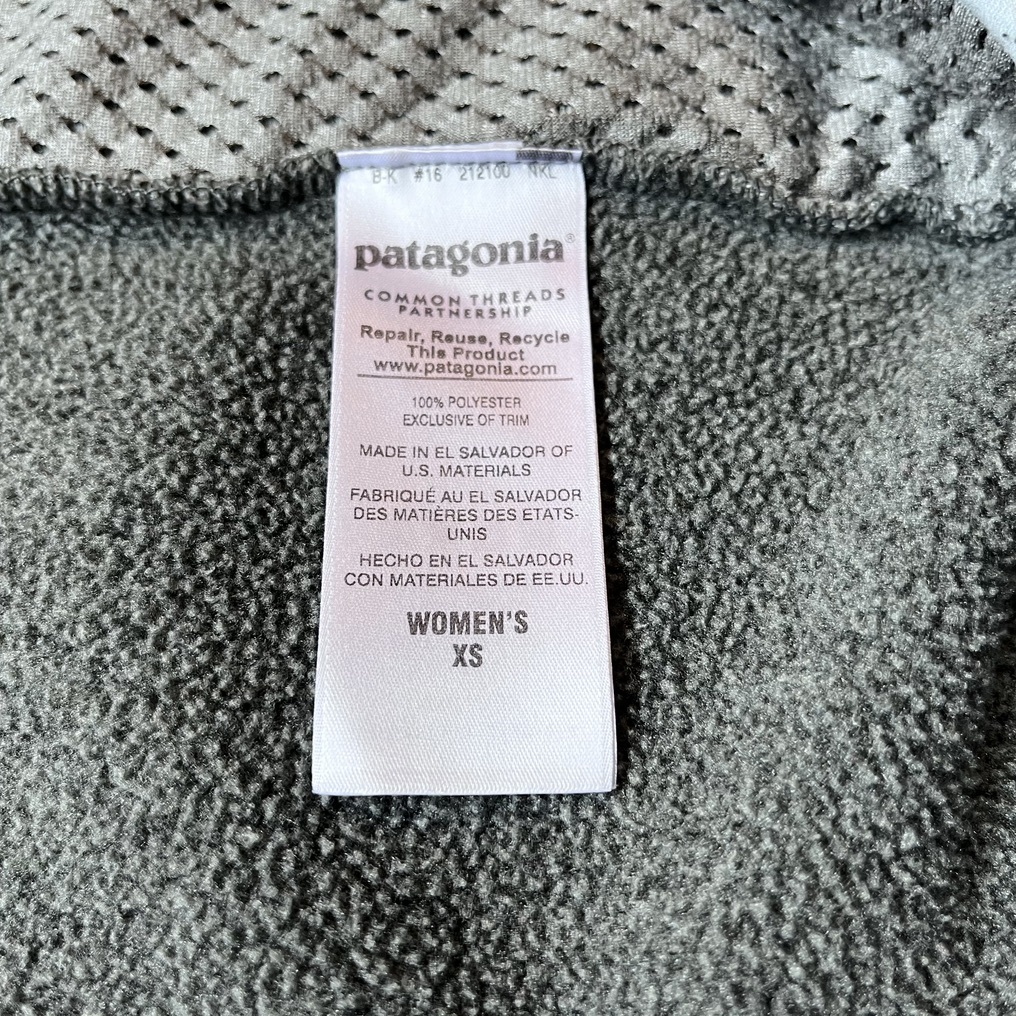 B-K #16 212100 NKL
patagonia®
COMMON THREADS
PARTNERSHIP
Repair, Reuse, Recycle
This Product
www.patagonia.com
100% POLYESTER
EXCLUSIVE OF TRIM
MADE IN EL SALVADOR OF
U.S. MATERIALS
FABRIQUÉ AU EL SALVADOR
DES MATIÈRES DES ETATS-
UNIS
HECHO EN EL SALVADOR
CON MATERIALES DE EE.UU.
WOMEN'S
XS